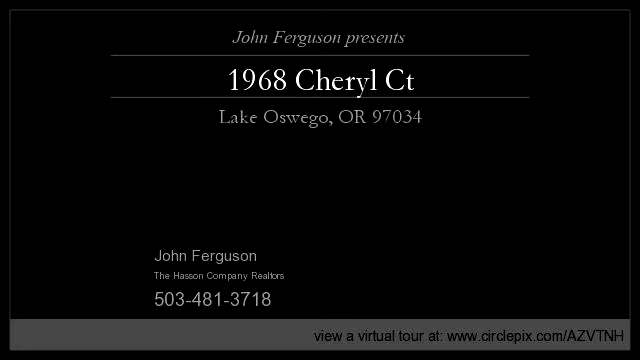 John Ferguson presents
1968 Cheryl Ct
Lake Oswego, OR 97034
John Ferguson
The Hasson Company Realtors
503-481-3718
view a virtual tour at: www.circlepix.com/AZVTNH